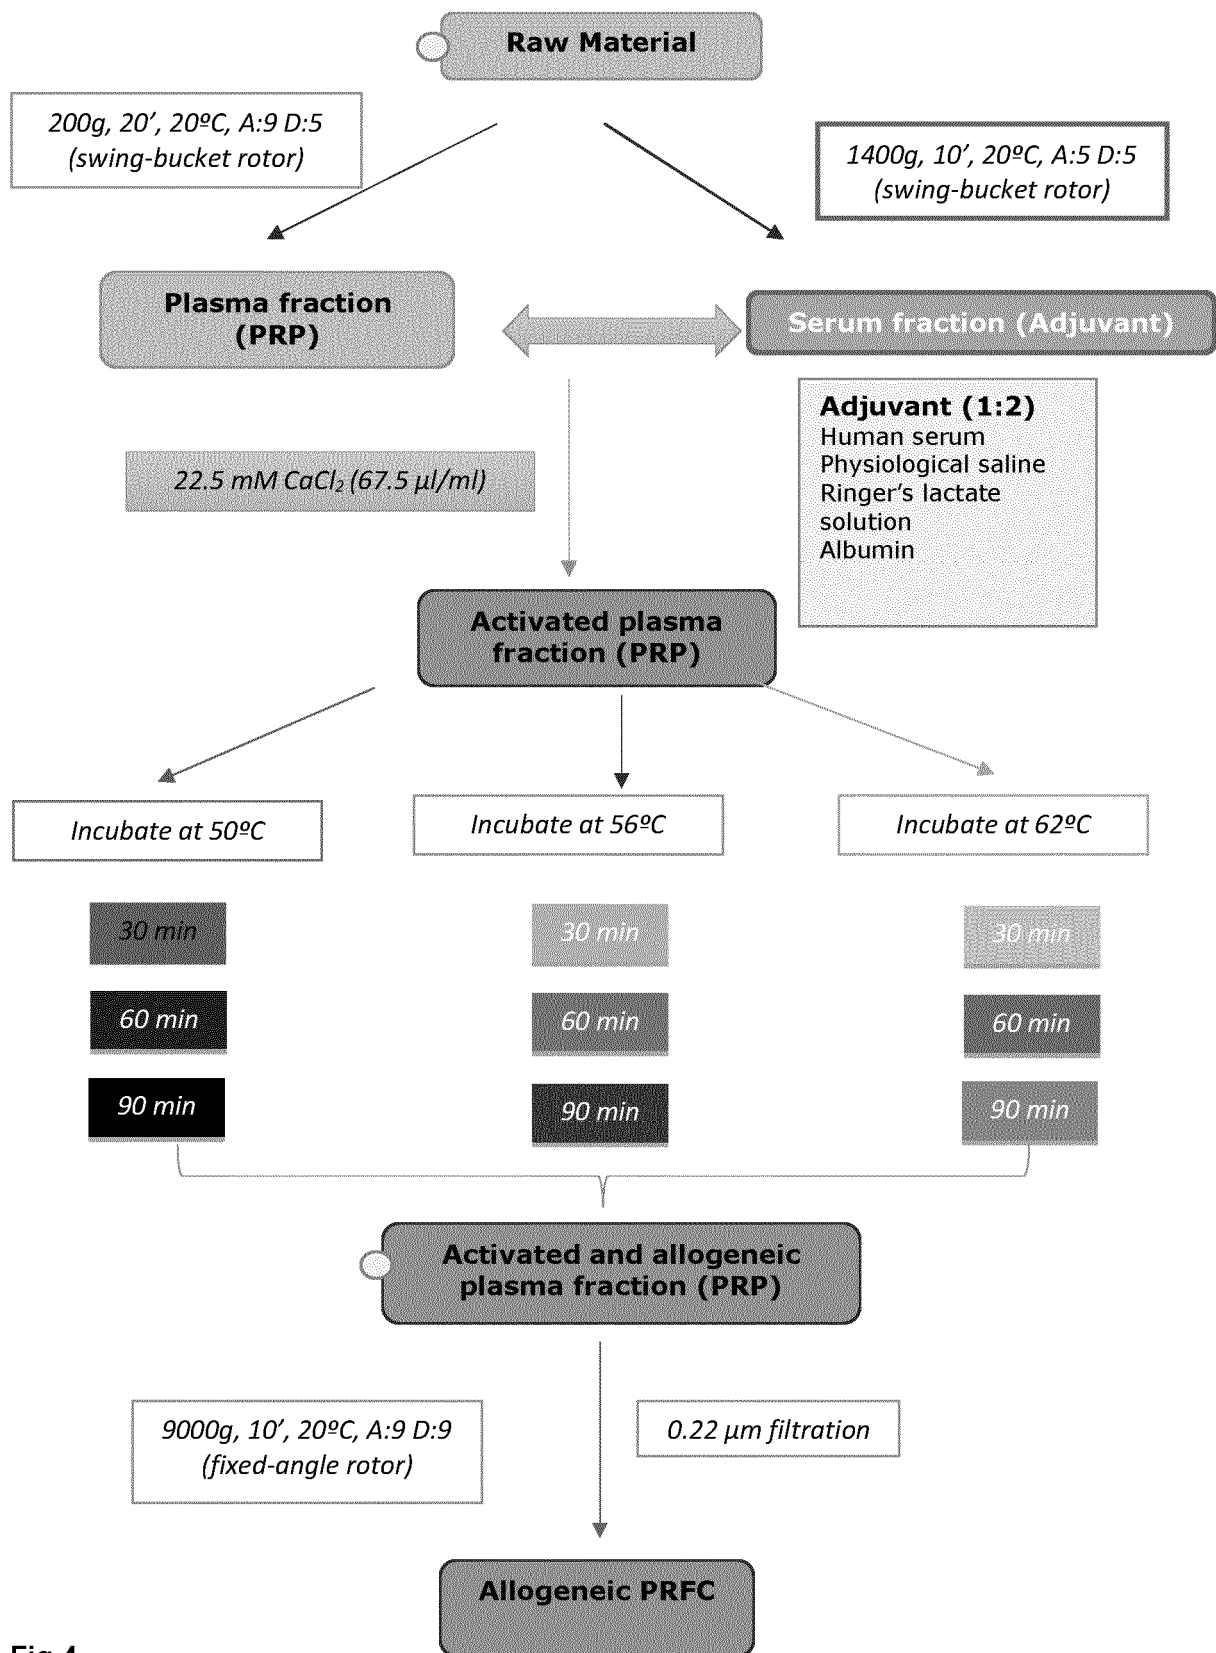 Raw Material
200g, 20’, 20ºC, A:9 D:5
(swing-bucket rotor)
1400g, 10’, 20ºC, A:5 D:5
(swing-bucket rotor)
Plasma fraction
(PRP)
Serum fraction (Adjuvant)
Adjuvant (1:2)
Human serum
Physiological saline
Ringer’s lactate
solution
Albumin
22.5 mM CaCl₂ (67.5 µl/ml)
Activated plasma
fraction (PRP)
Incubate at 50ºC
Incubate at 56ºC
Incubate at 62ºC
30 min
30 min
30 min
60 min
60 min
60 min
90 min
90 min
90 min
Activated and allogeneic
plasma fraction (PRP)
9000g, 10’, 20ºC, A:9 D:9
(fixed-angle rotor)
0.22 µm filtration
Allogeneic PRFC
Fig 4